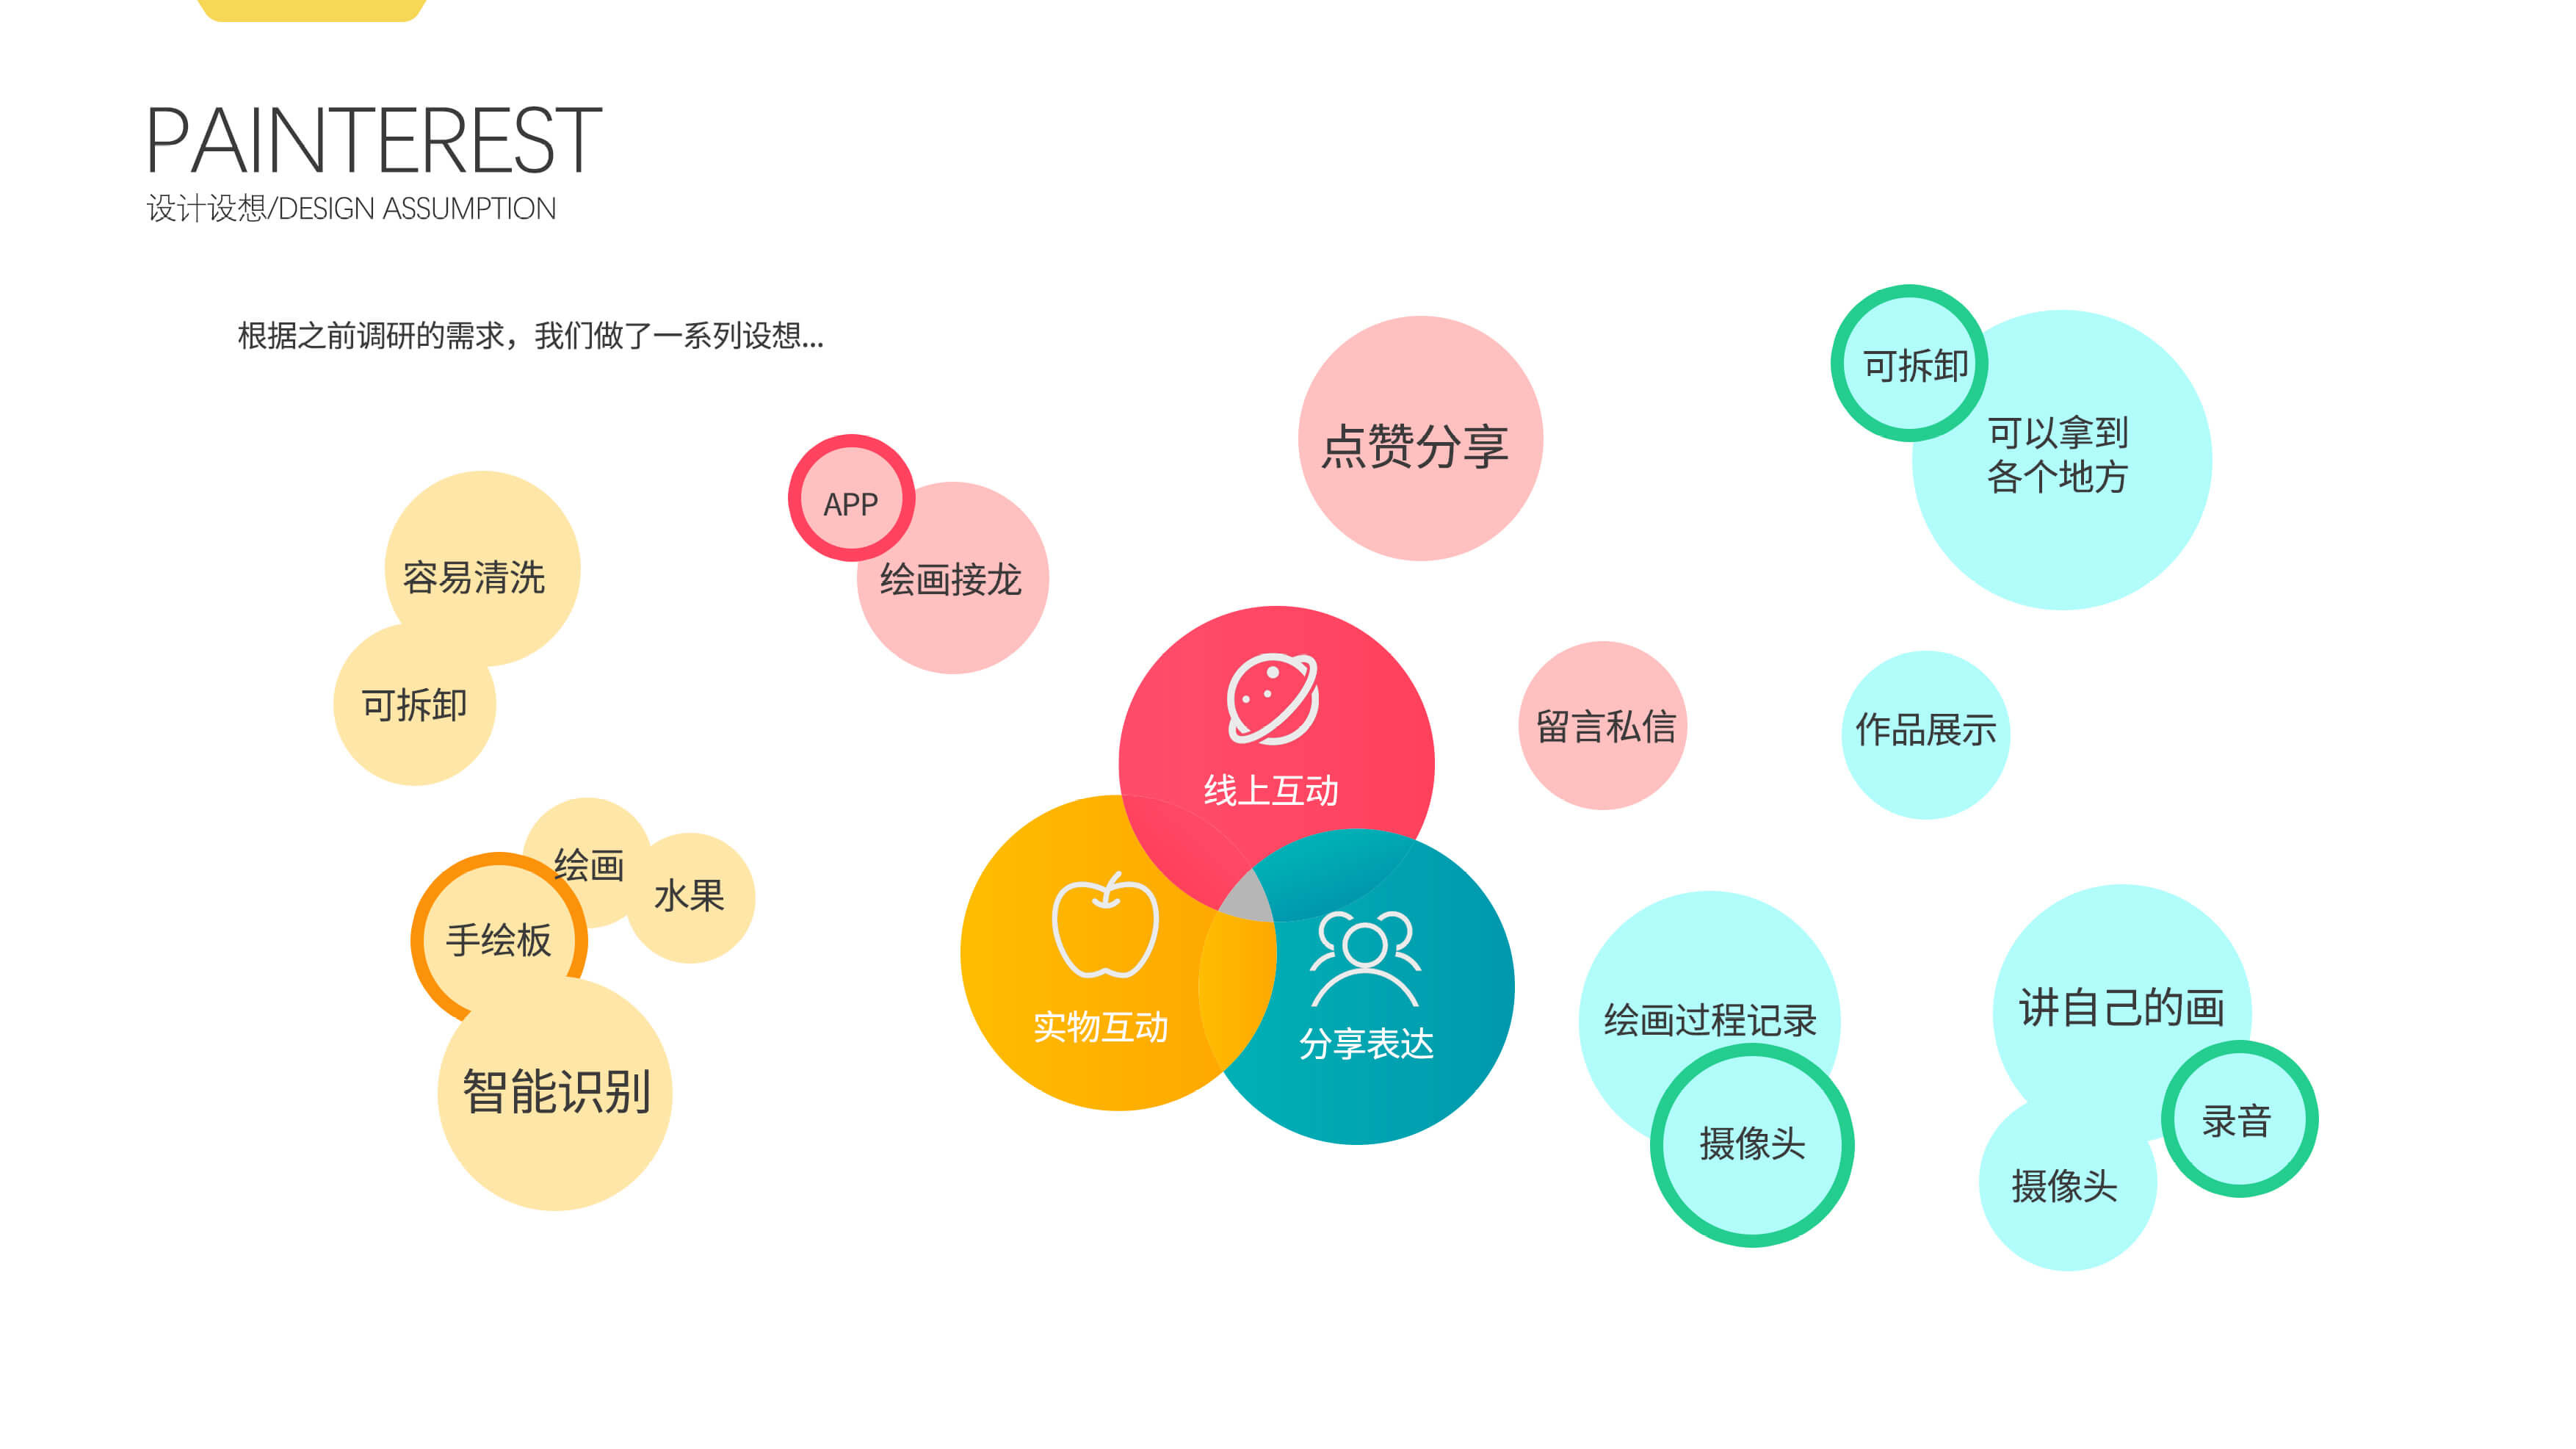 PAINTEREST
设计设想/DESIGN ASSUMPTION
根据之前调研的需求，我们做了一系列设想...
可拆卸
可以拿到
各个地方
点赞分享
APP
绘画接龙
容易清洗
可拆卸
留言私信
作品展示
线上互动
绘画
水果
手绘板
智能识别
实物互动
分享表达
绘画过程记录
摄像头
讲自己的画
录音
摄像头